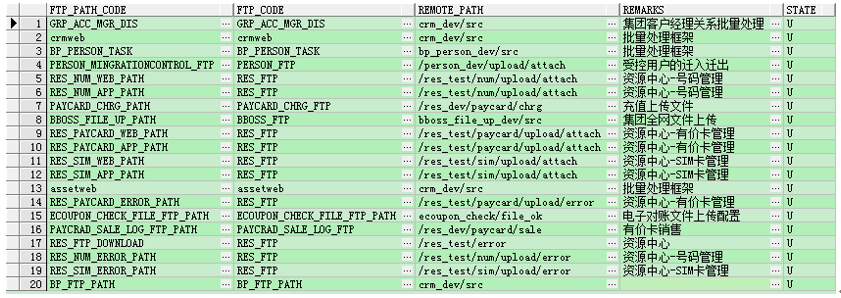 FTP_PATH_CODE FTP_CODE REMOTE_PATH REMARKS STATE
1 GRP_ACC_MGR_DIS ... GRP_ACC_MGR_DIS ... crm_dev/src ... 集团客户经理关系批量处理 ... U
2 crmweb ... crmweb ... crm_dev/src ... 批量处理框架 ... U
3 BP_PERSON_TASK ... BP_PERSON_TASK ... bp_person_dev/src ... 批量处理框架 ... U
4 PERSON_MINGRATIONCONTROL_FTP ... PERSON_FTP ... /person_dev/upload/attach ... 受控用户的迁入迁出 ... U
5 RES_NUM_WEB_PATH ... RES_FTP ... /res_test/num/upload/attach ... 资源中心-号码管理 ... U
6 RES_NUM_APP_PATH ... RES_FTP ... /res_test/num/upload/attach ... 资源中心-号码管理 ... U
7 PAYCARD_CHRG_PATH ... PAYCARD_CHRG_FTP ... /res_dev/paycard/chrg ... 充值上传文件 ... U
8 BBOSS_FILE_UP_PATH ... BBOSS_FTP ... bboss_file_up_dev/src ... 集团全网文件上传 ... U
9 RES_PAYCARD_WEB_PATH ... RES_FTP ... /res_test/paycard/upload/attach ... 资源中心-有价卡管理 ... U
10 RES_PAYCARD_APP_PATH ... RES_FTP ... /res_test/paycard/upload/attach ... 资源中心-有价卡管理 ... U
11 RES_SIM_WEB_PATH ... RES_FTP ... /res_test/sim/upload/attach ... 资源中心-SIM卡管理 ... U
12 RES_SIM_APP_PATH ... RES_FTP ... /res_test/sim/upload/attach ... 资源中心-SIM卡管理 ... U
13 assetweb ... assetweb ... crm_dev/src ... 批量处理框架 ... U
14 RES_PAYCARD_ERROR_PATH ... RES_FTP ... /res_test/paycard/upload/error ... 资源中心-有价卡管理 ... U
15 ECOUPON_CHECK_FILE_FTP_PATH ... ECOUPON_CHECK_FILE_FTP_PATH ... ecoupon_check/file_ok ... 电子对账文件上传配置 ... U
16 PAYCRAD_SALE_LOG_FTP_PATH ... PAYCARD_SALE_LOG_FTP ... /res_dev/paycard/sale ... 有价卡销售 ... U
17 RES_FTP_DOWNLOAD ... RES_FTP ... /res_test/error ... 资源中心 ... U
18 RES_NUM_ERROR_PATH ... RES_FTP ... /res_test/num/upload/error ... 资源中心-号码管理 ... U
19 RES_SIM_ERROR_PATH ... RES_FTP ... /res_test/sim/upload/error ... 资源中心-SIM卡管理 ... U
20 BP_FTP_PATH ... BP_FTP_PATH ... crm_dev/src ... ... U